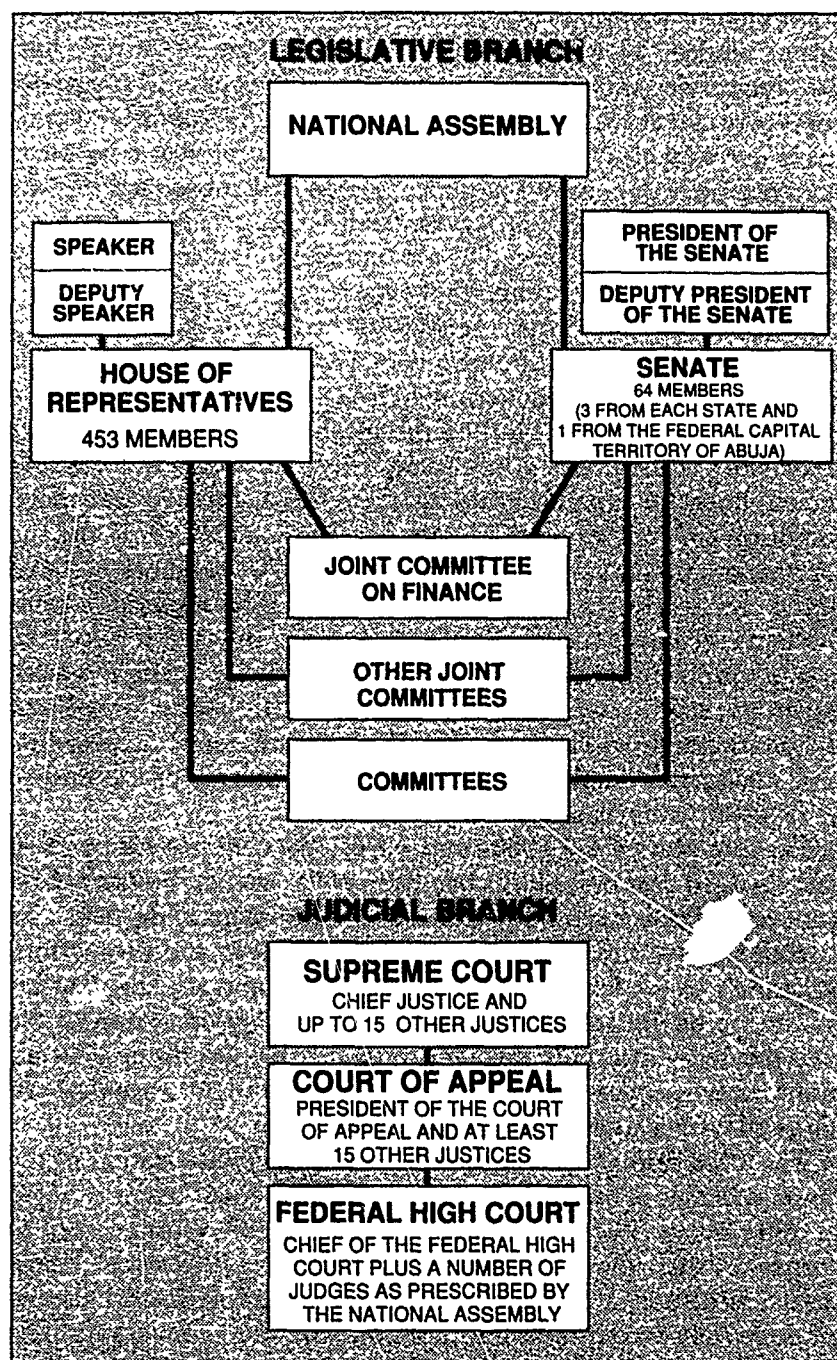 LEGISLATIVE BRANCH
NATIONAL ASSEMBLY
SPEAKER
DEPUTY
SPEAKER
PRESIDENT OF
THE SENATE
DEPUTY PRESIDENT
OF THE SENATE
HOUSE OF
REPRESENTATIVES
453 MEMBERS
SENATE
64 MEMBERS
(3 FROM EACH STATE AND
1 FROM THE FEDERAL CAPITAL
TERRITORY OF ABUJA)
JOINT COMMITTEE
ON FINANCE
OTHER JOINT
COMMITTEES
COMMITTEES
JUDICIAL BRANCH
SUPREME COURT
CHIEF JUSTICE AND
UP TO 15 OTHER JUSTICES
COURT OF APPEAL
PRESIDENT OF THE COURT
OF APPEAL AND AT LEAST
15 OTHER JUSTICES
FEDERAL HIGH COURT
CHIEF OF THE FEDERAL HIGH
COURT PLUS A NUMBER OF
JUDGES AS PRESCRIBED BY
THE NATIONAL ASSEMBLY